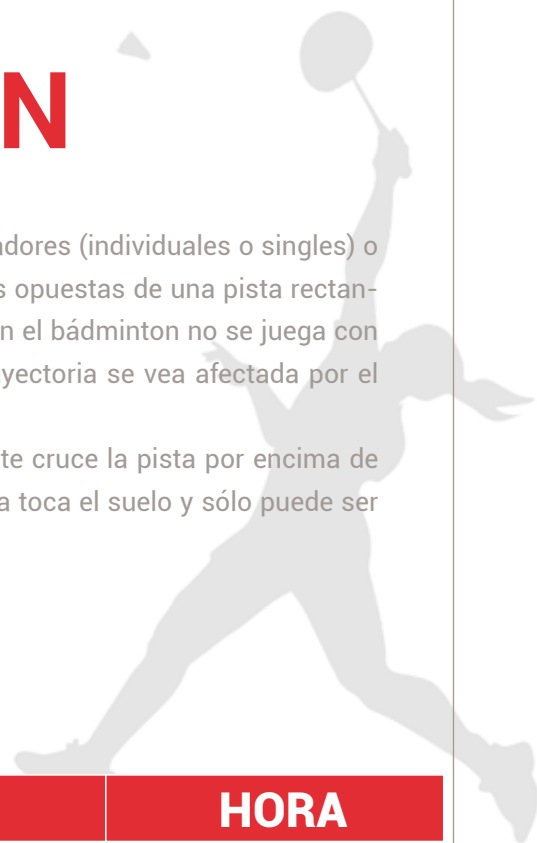 N
adores (individuales o singles) o
s opuestas de una pista rectan-
n el bádminton no se juega con
yectoria se vea afectada por el
te cruce la pista por encima de
a toca el suelo y sólo puede ser
HORA